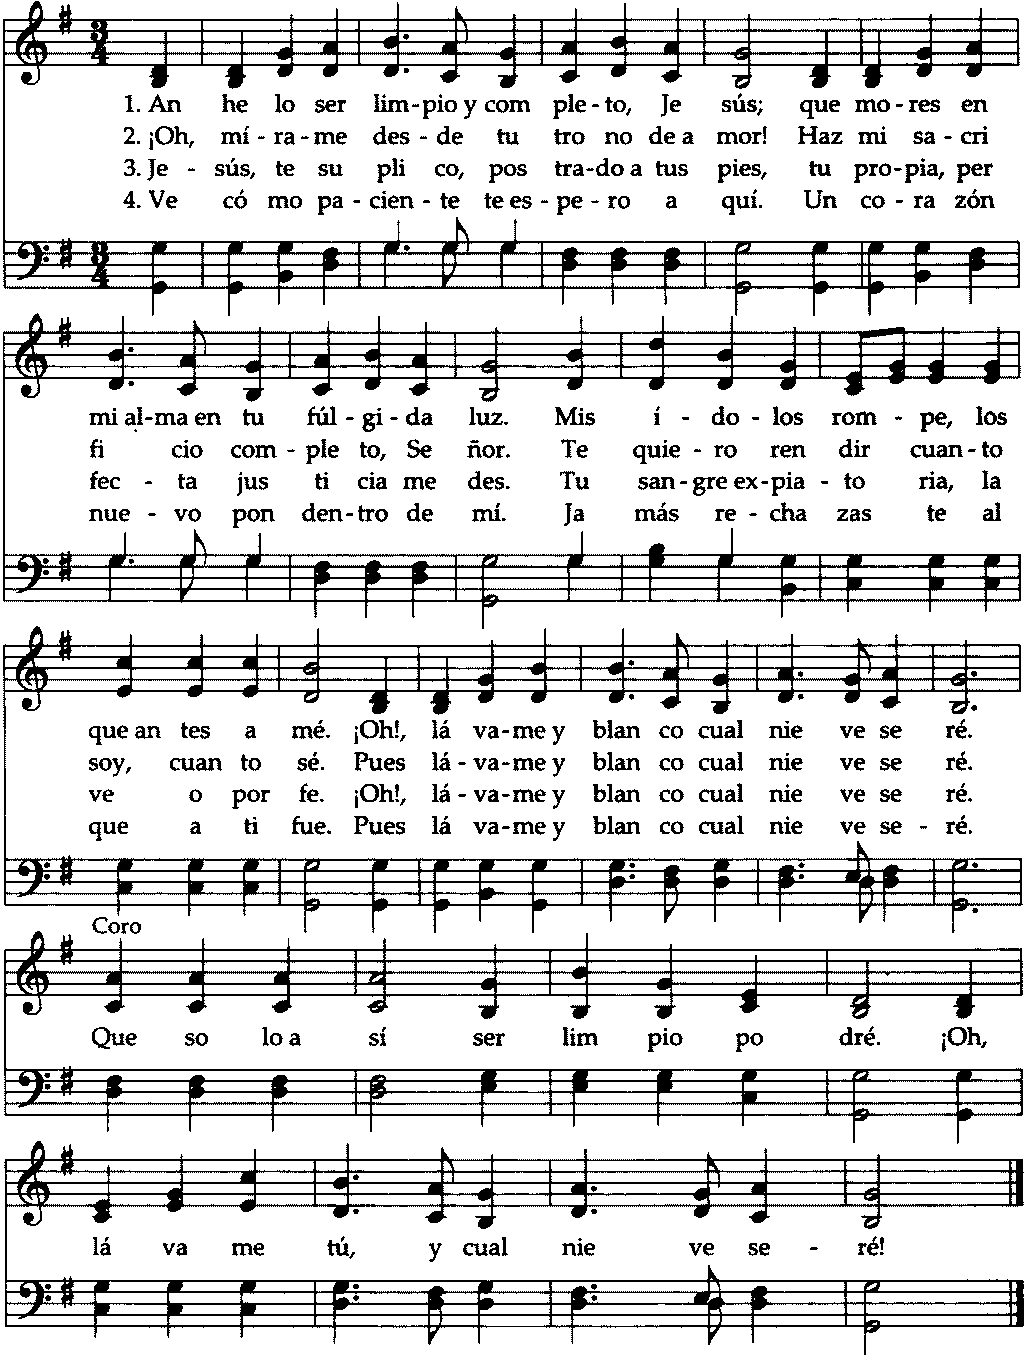 1. An he lo ser lim-pio y com ple-to, Je sús; que mo-res en
2. ¡Oh, mí-ra-me des-de tu tro no de a mor! Haz mi sa-cri
3. Je-sús, te su pli co, pos tra-do a tus pies, tu pro-pia, per
4. Ve có mo pa-cien-te te es-pe-ro a quí. Un co-ra zón
mi al-ma en tu fúl-gi-da luz. Mis í-do-los rom-pe, los
fi cio com-ple to, Se ñor. Te quie-ro ren dir cuan-to
fec-ta jus ti cia me des. Tu san-gre ex-pia-to ria, la
nue-vo pon den-tro de mí. Ja más re-cha zas te al
que an tes a mé. ¡Oh!, lá va-me y blan co cual nie ve se ré.
soy, cuan to sé. Pues lá-va-me y blan co cual nie ve se ré.
ve o por fe. ¡Oh!, lá-va-me y blan co cual nie ve se ré.
que a ti fue. Pues lá va-me y blan co cual nie ve se-ré.
Coro
Que so lo a sí ser lim pio po dré. ¡Oh,
lá va me tú, y cual nie ve se-ré!